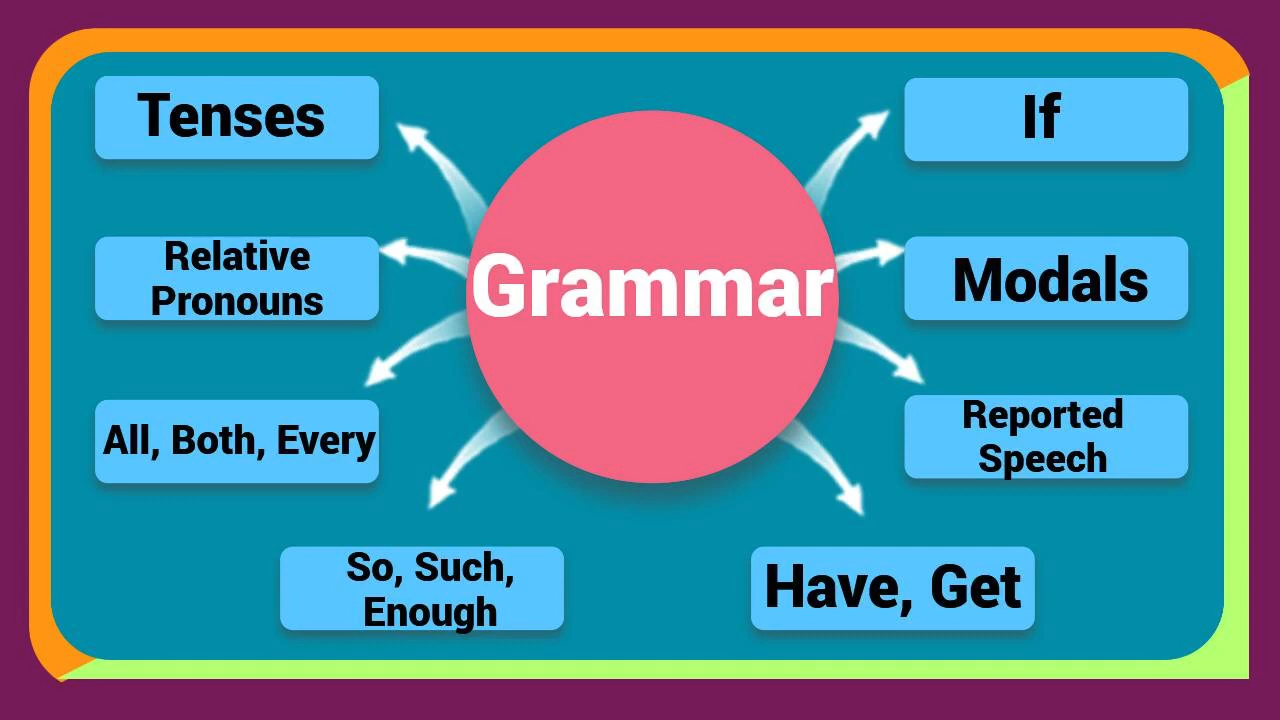 Tenses
If
Relative
Pronouns
Grammar
Modals
All, Both, Every
Reported
Speech
So, Such,
Enough
Have, Get